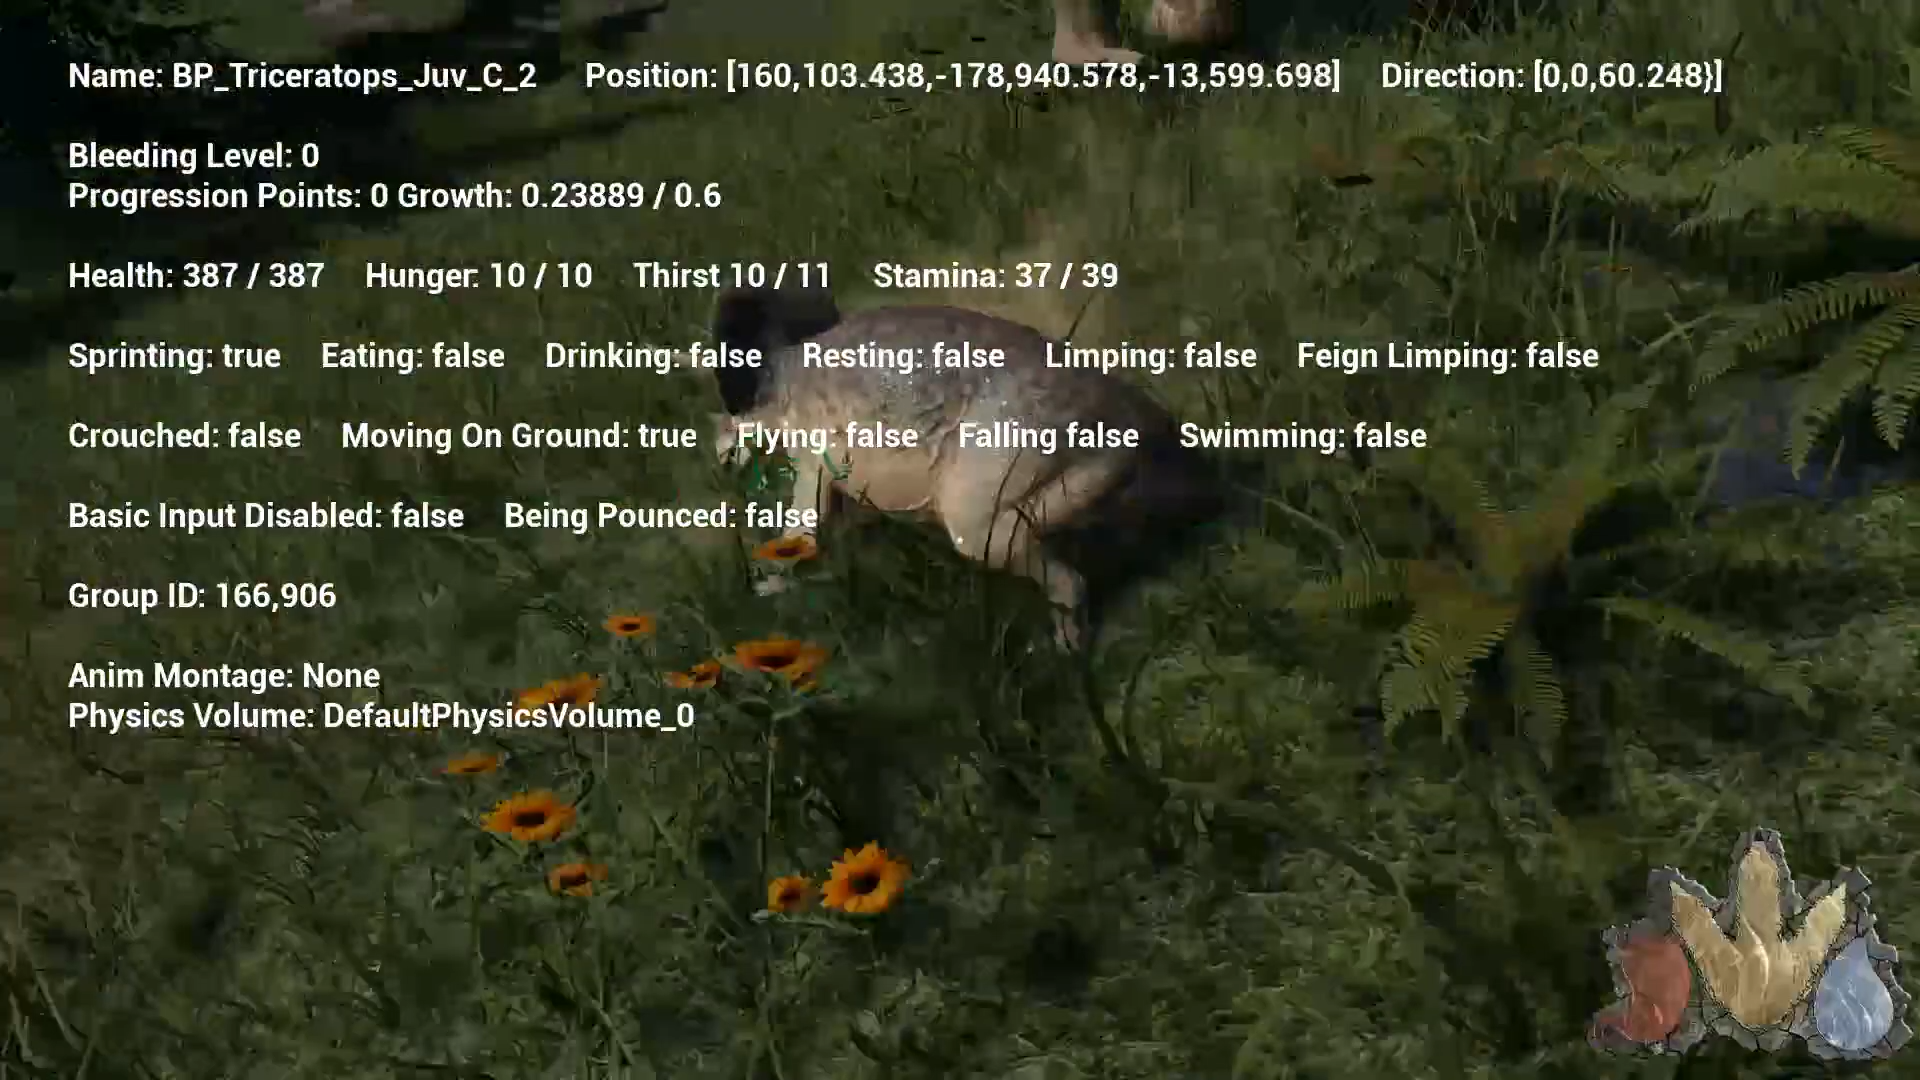 Name: BP_Triceratops_Juv_C_2 Position: [160,103.438,-178,940.578,-13,599.698] Direction: [0,0,60.248}]
Bleeding Level: 0
Progression Points: 0 Growth: 0.23889 / 0.6
Health: 387 / 387 Hunger: 10 / 10 Thirst 10 / 11 Stamina: 37 / 39
Sprinting: true Eating: false Drinking: false Resting: false Limping: false Feign Limping: false
Crouched: false Moving On Ground: true Flying: false Falling false Swimming: false
Basic Input Disabled: false Being Pounced: false
Group ID: 166,906
Anim Montage: None
Physics Volume: DefaultPhysicsVolume_0